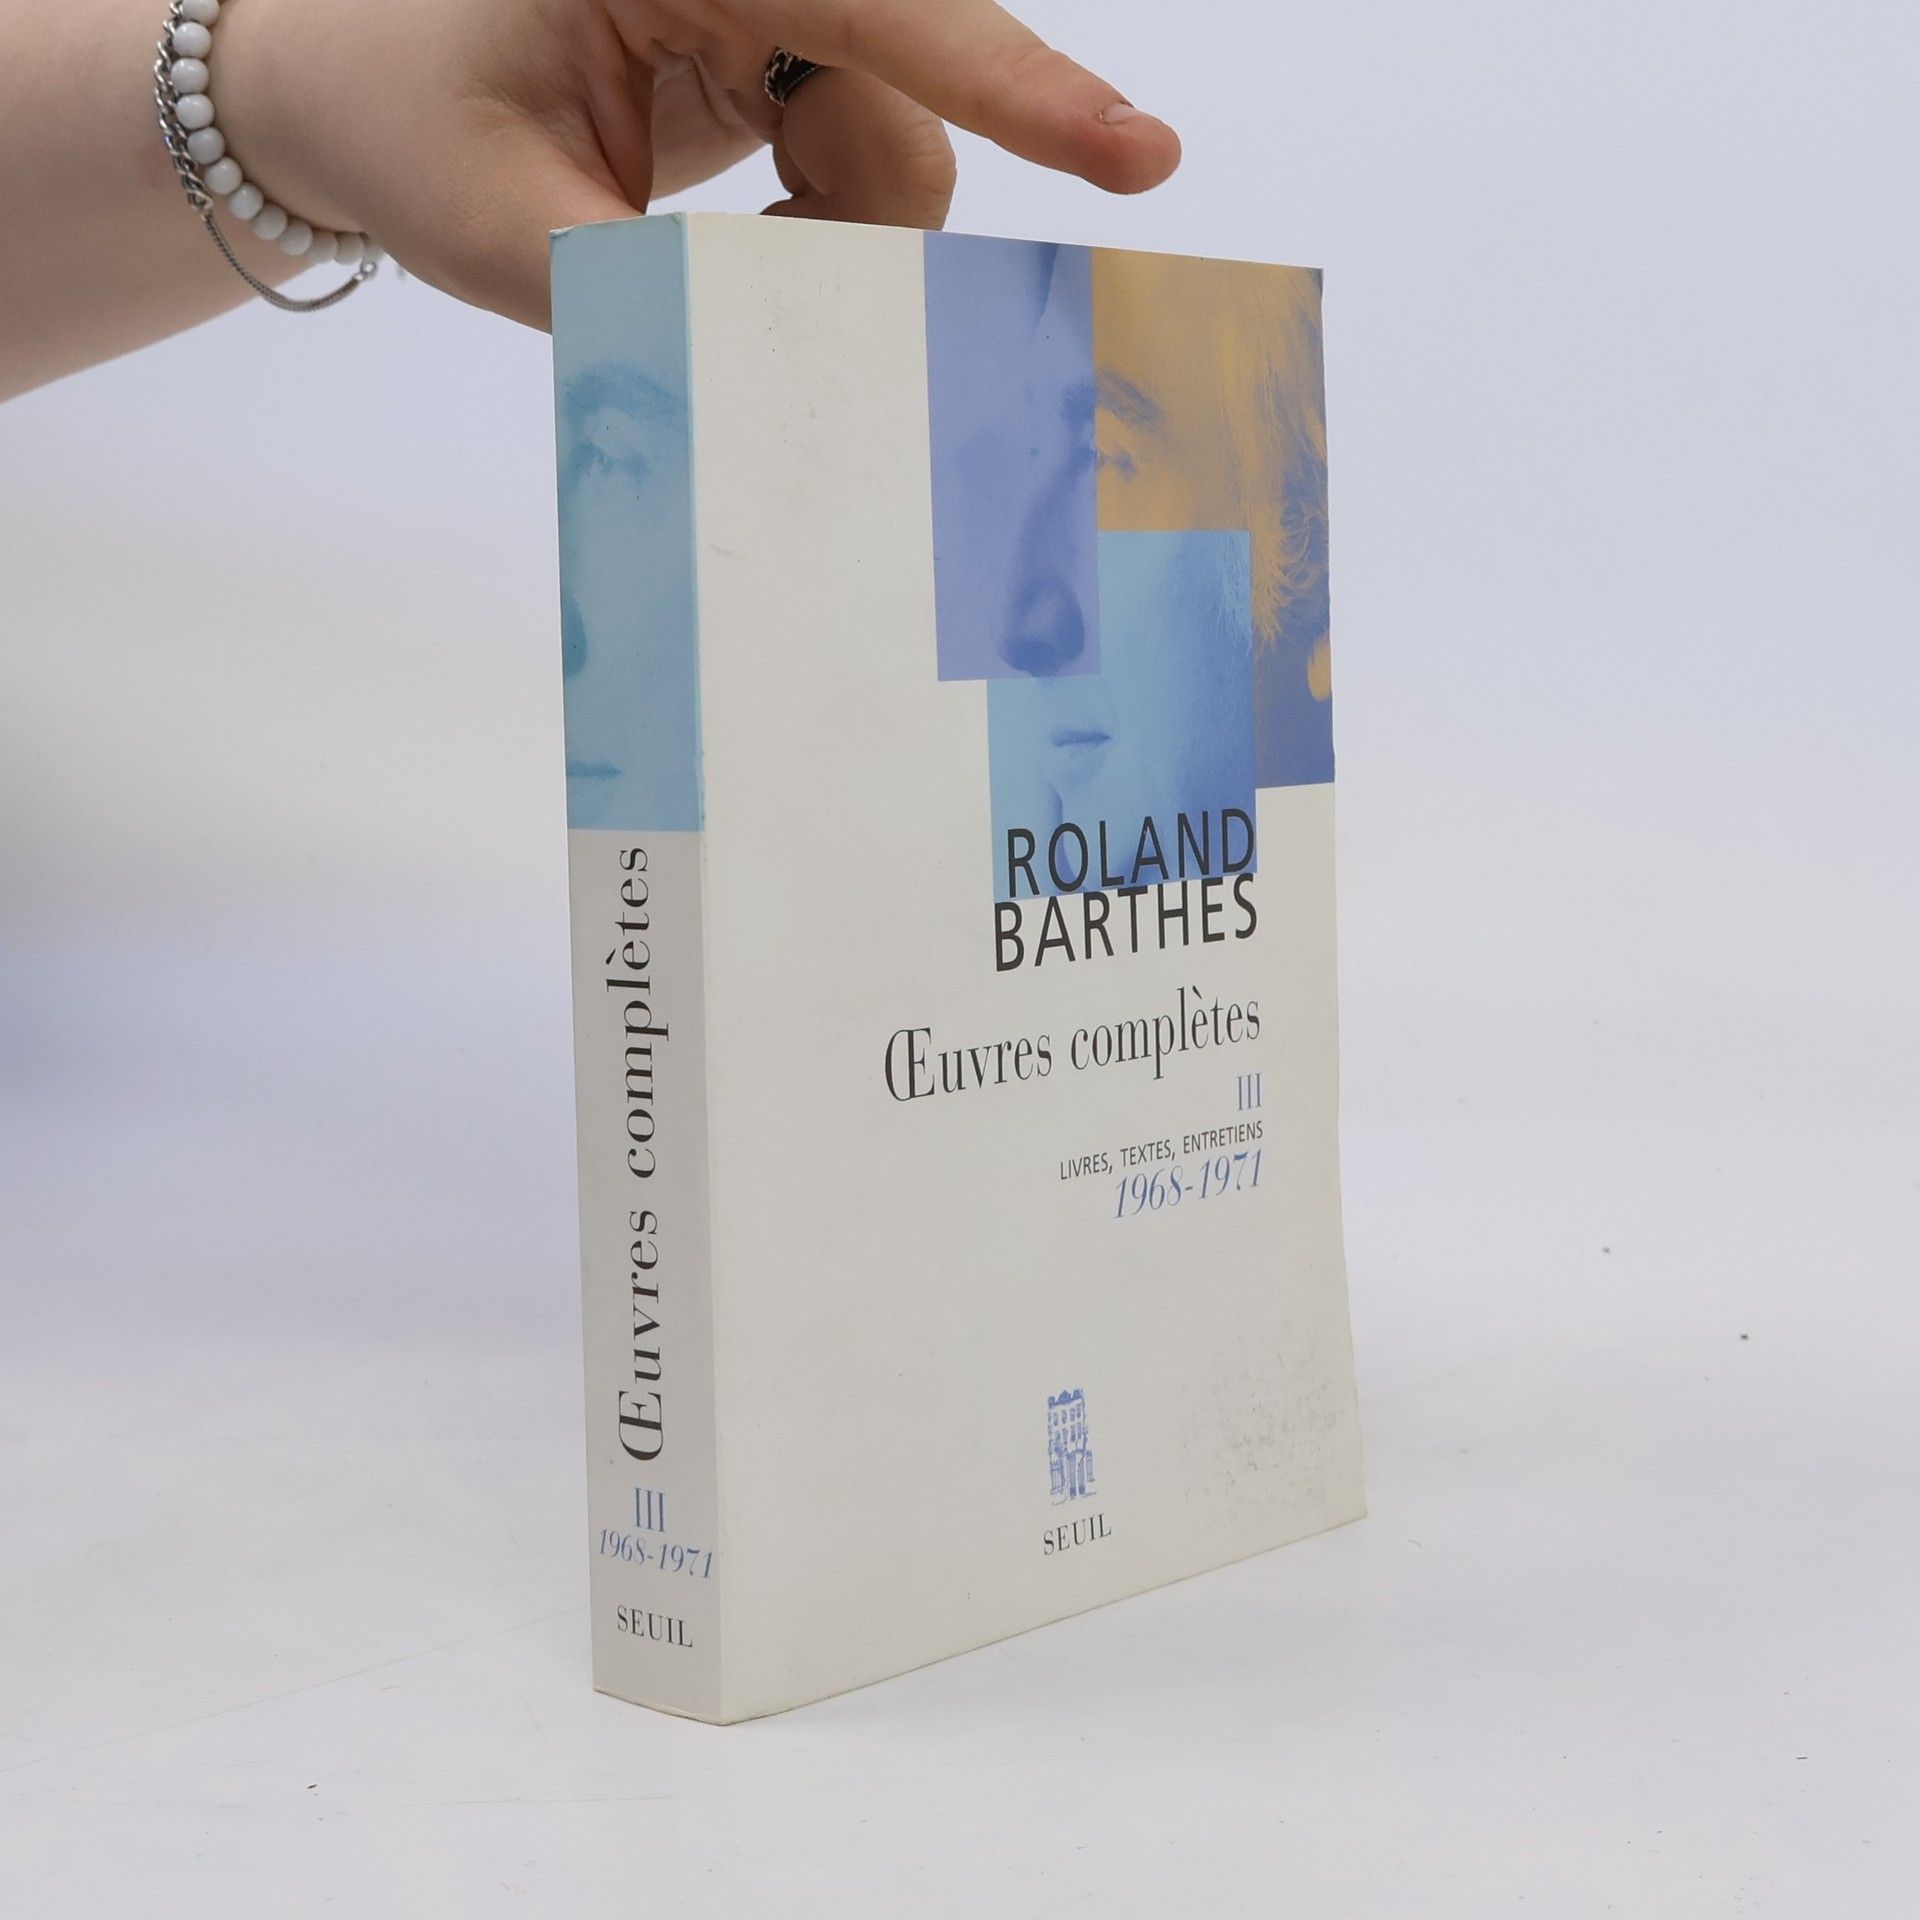 Œuvres complètes
III
1968-1971
SEUIL
ROLAND
BARTHES
Œuvres complètes
III
LIVRES, TEXTES, ENTRETIENS
1968-1971
SEUIL